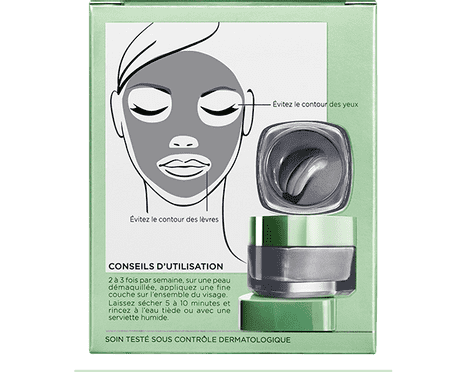 Évitez le contour des yeux
Évitez le contour des lèvres
CONSEILS D'UTILISATION
2 à 3 fois par semaine, sur une peau
démaquillée, appliquez une fine
couche sur l'ensemble du visage.
Laissez sécher 5 à 10 minutes et
rincez à l'eau tiède ou avec une
serviette humide.
SOIN TESTÉ SOUS CONTRÔLE DERMATOLOGIQUE